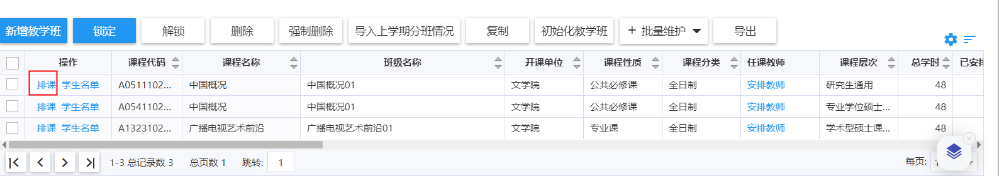 新增教学班 锁定 解锁 删除 强制删除 导入上学期分班情况 复制 初始化教学班 + 批量维护 导出
操作 课程代码 课程名称 班级名称 开课单位 课程性质 课程分类 任课教师 课程层次 总学时 已安排
排课 学生名单 A0511102... 中国概况 中国概况01 文学院 公共必修课 全日制 安排教师 研究生通用 48
排课 学生名单 A0541102... 中国概况 中国概况01 文学院 公共必修课 全日制 安排教师 专业学位硕士... 48
排课 学生名单 A1323102... 广播电视艺术前沿 广播电视艺术前沿01 文学院 专业课 全日制 安排教师 学术型硕士课... 48
1-3 总记录数 3 总页数 1 跳转: 1 每页: